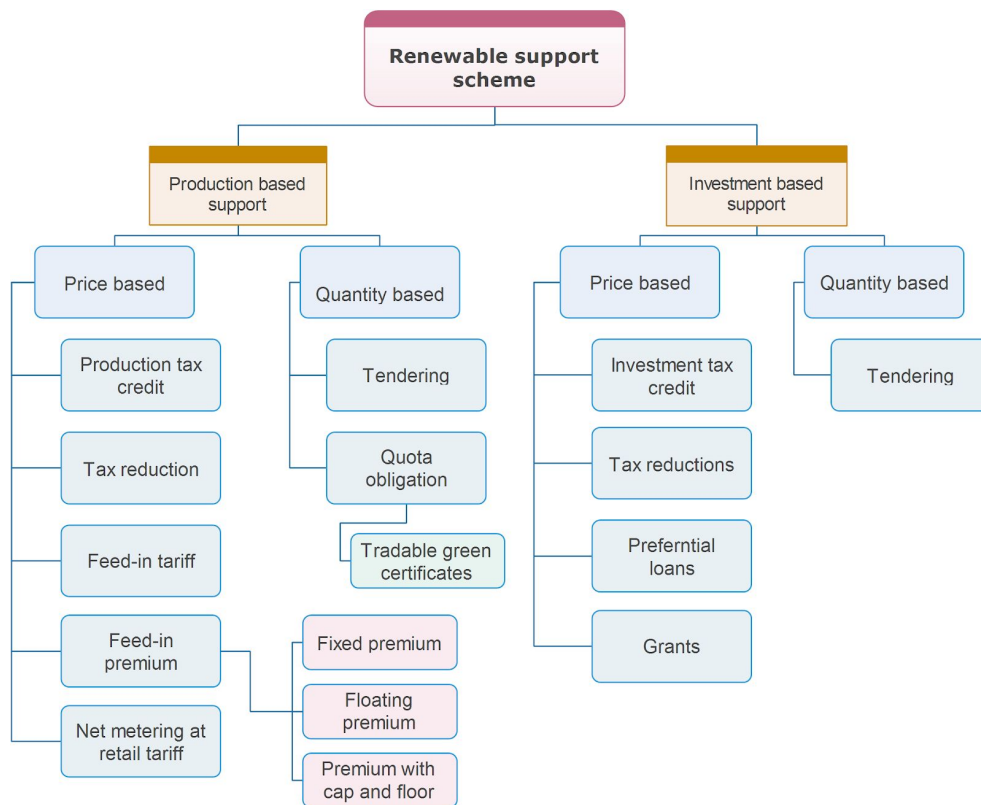 Renewable support
scheme
Production based
support
Investment based
support
Price based
Quantity based
Price based
Quantity based
Production tax
credit
Tendering
Investment tax
credit
Tendering
Tax reduction
Quota
obligation
Tax reductions
Feed-in tariff
Tradable green
certificates
Preferntial
loans
Feed-in
premium
Fixed premium
Grants
Floating
premium
Net metering at
retail tariff
Premium with
cap and floor